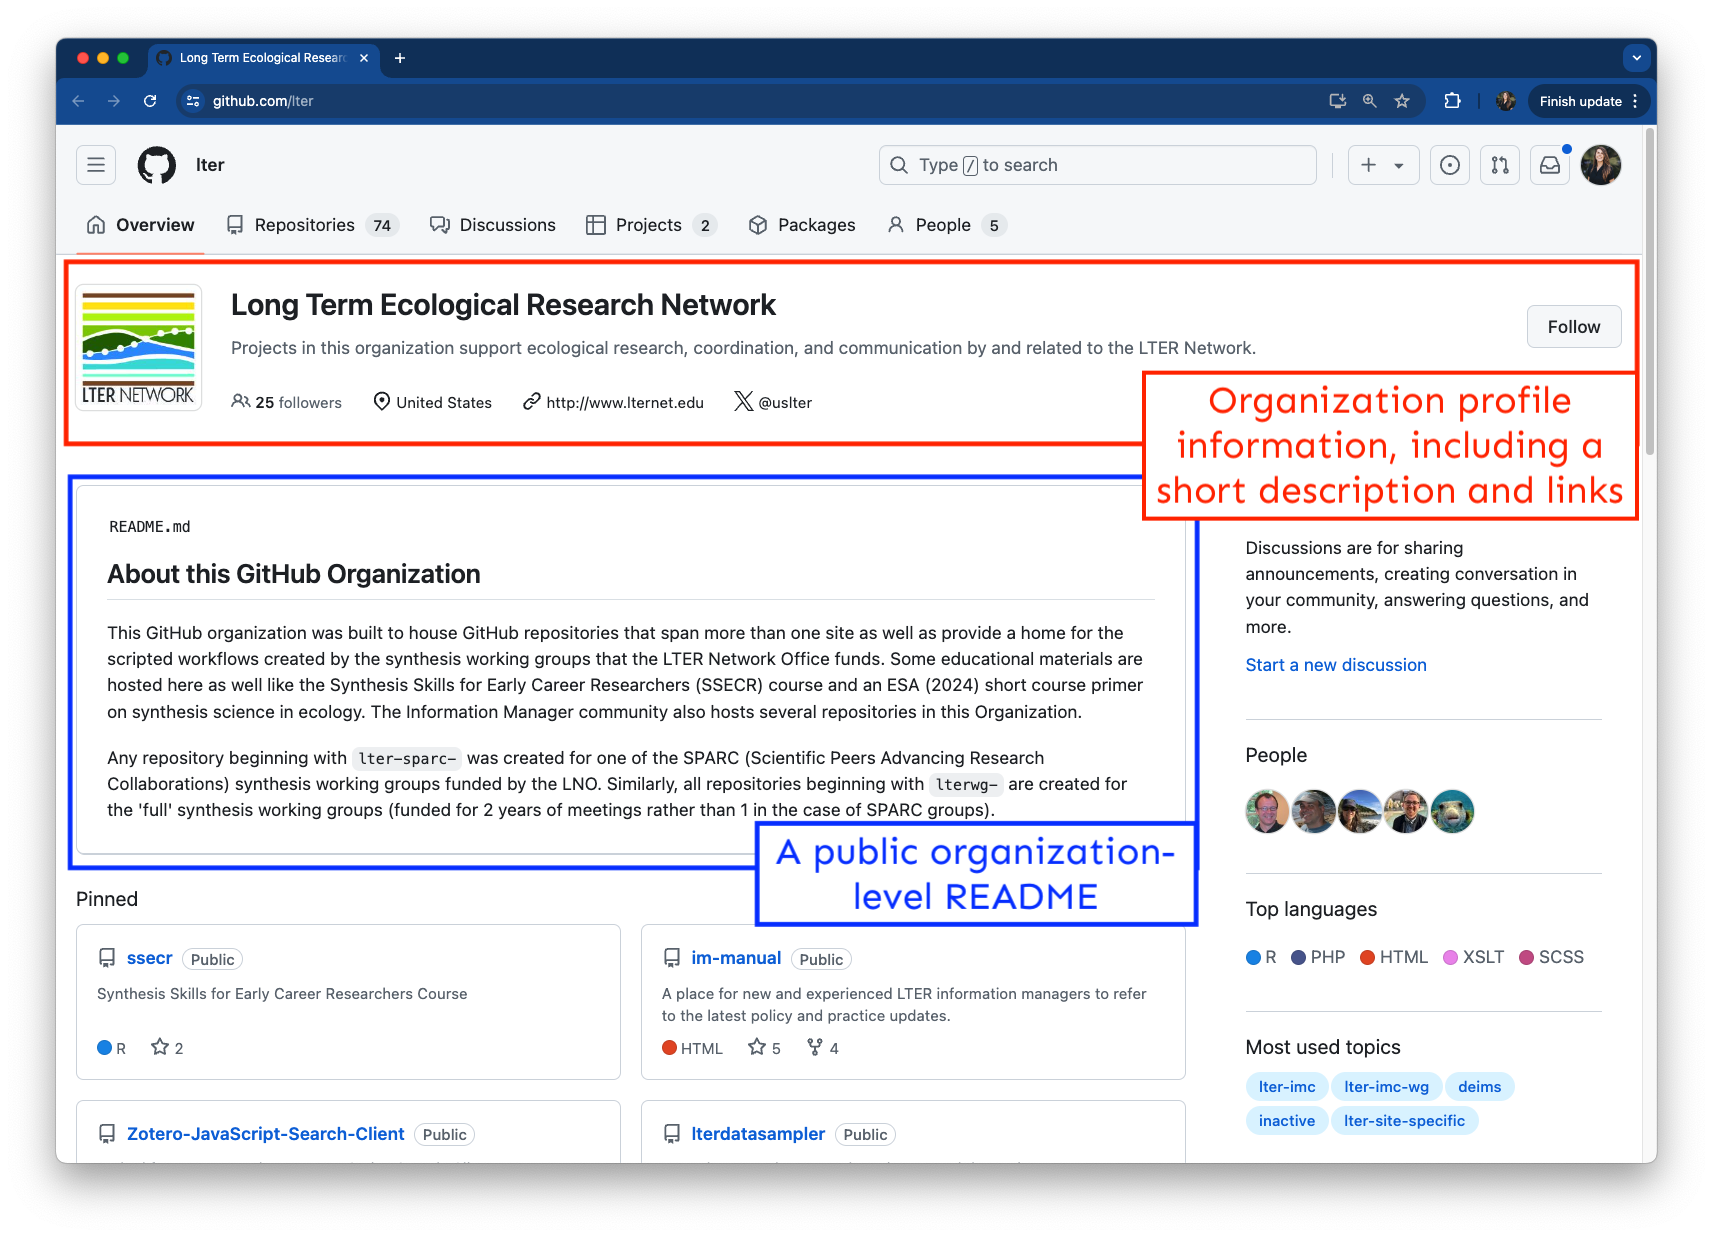 Long Term Ecological Resear
github.com/lter
Finish update
lter
Type / to search
Overview
Repositories 74
Discussions
Projects 2
Packages
People 5
LTER NETWORK
Long Term Ecological Research Network
Projects in this organization support ecological research, coordination, and communication by and related to the LTER Network.
25 followers
United States
http://www.lternet.edu
@uslter
Follow
Organization profile
information, including a
short description and links
README.md
About this GitHub Organization
This GitHub organization was built to house GitHub repositories that span more than one site as well as provide a home for the
scripted workflows created by the synthesis working groups that the LTER Network Office funds. Some educational materials are
hosted here as well like the Synthesis Skills for Early Career Researchers (SSECR) course and an ESA (2024) short course primer
on synthesis science in ecology. The Information Manager community also hosts several repositories in this Organization.
Any repository beginning with lter-sparc- was created for one of the SPARC (Scientific Peers Advancing Research
Collaborations) synthesis working groups funded by the LNO. Similarly, all repositories beginning with lterwg- are created for
the 'full' synthesis working groups (funded for 2 years of meetings rather than 1 in the case of SPARC groups).
A public organization-
level README
Pinned
ssecr Public
Synthesis Skills for Early Career Researchers Course
R 2
im-manual Public
A place for new and experienced LTER information managers to refer
to the latest policy and practice updates.
HTML 5 4
Zotero-JavaScript-Search-Client Public
lterdatasampler Public
Discussions are for sharing
announcements, creating conversation in
your community, answering questions, and
more.
Start a new discussion
People
Top languages
R PHP HTML XSLT SCSS
Most used topics
lter-imc lter-imc-wg deims
inactive lter-site-specific